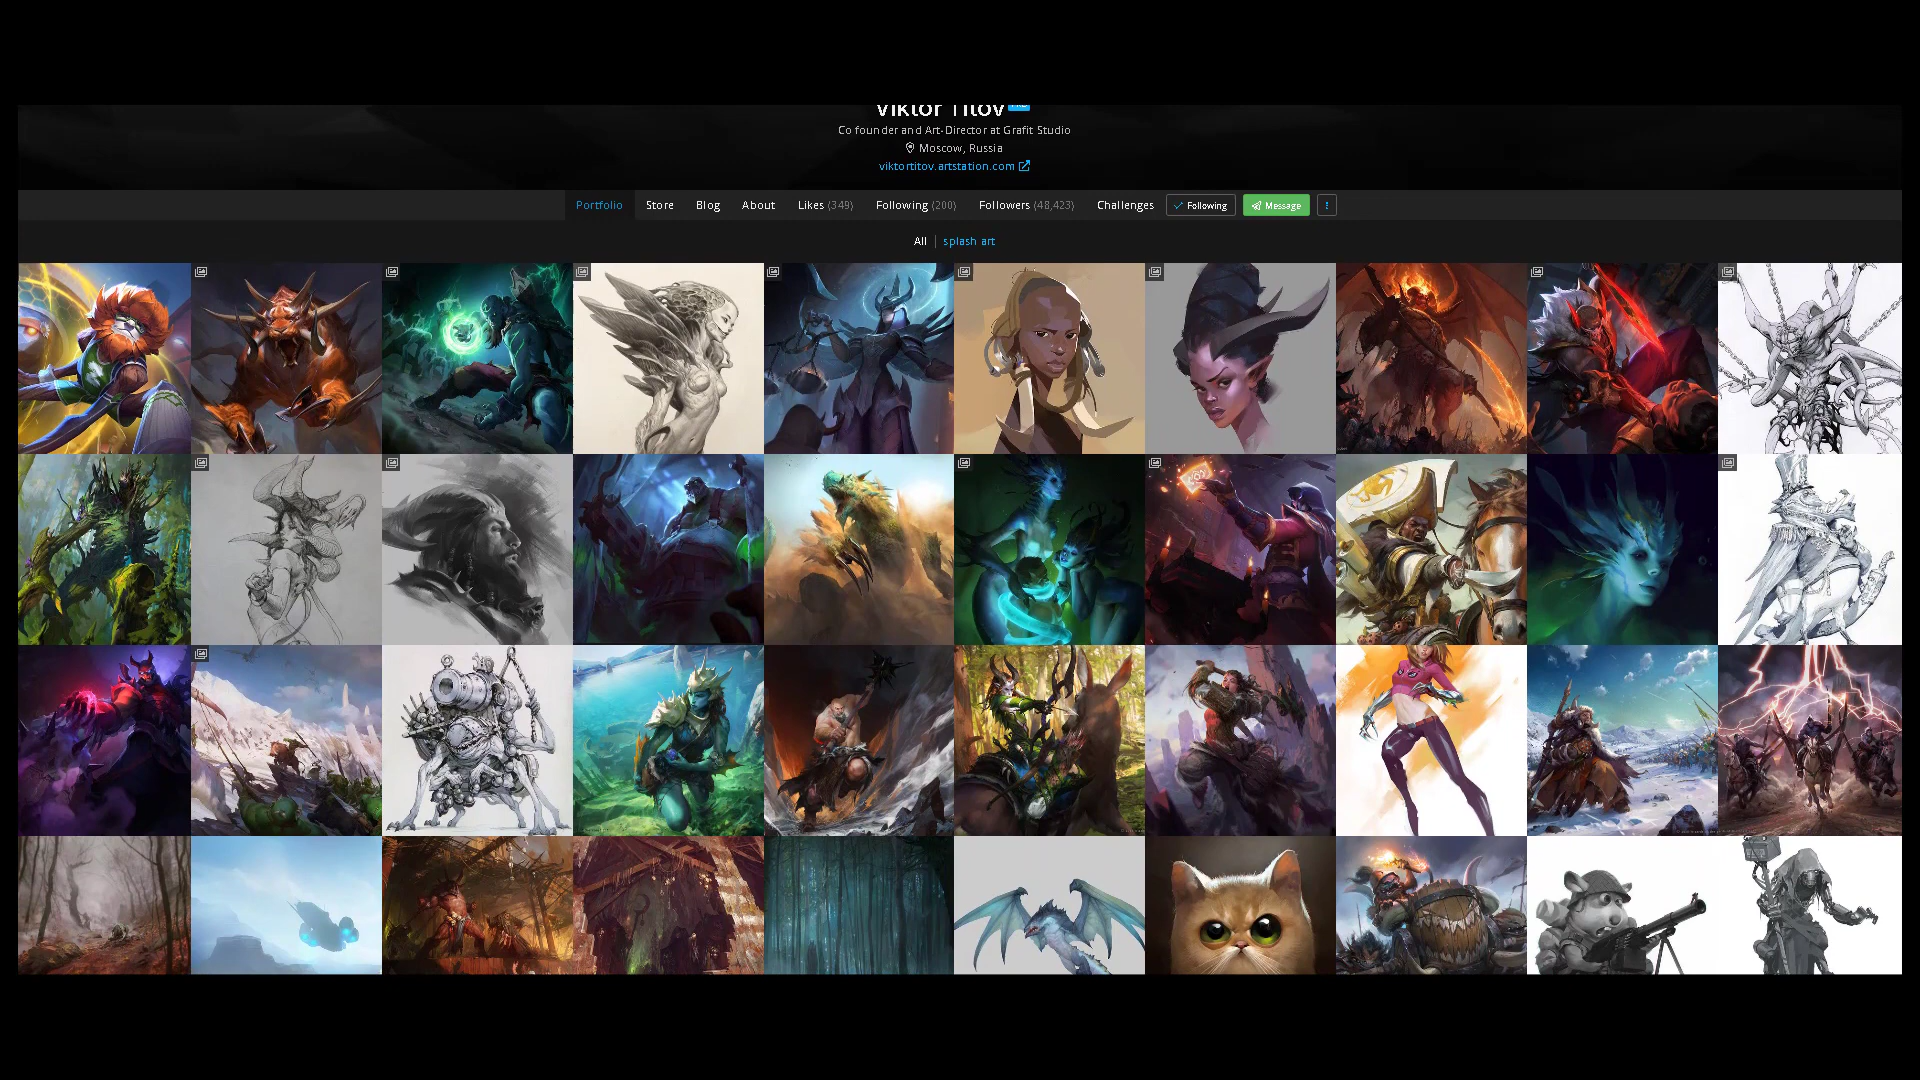 Viktor Titov PRO
Co founder and Art-Director at Grafit Studio
Moscow, Russia
viktortitov.artstation.com
Portfolio Store Blog About Likes (349) Following (200) Followers (48,423) Challenges Following Message
All splash art